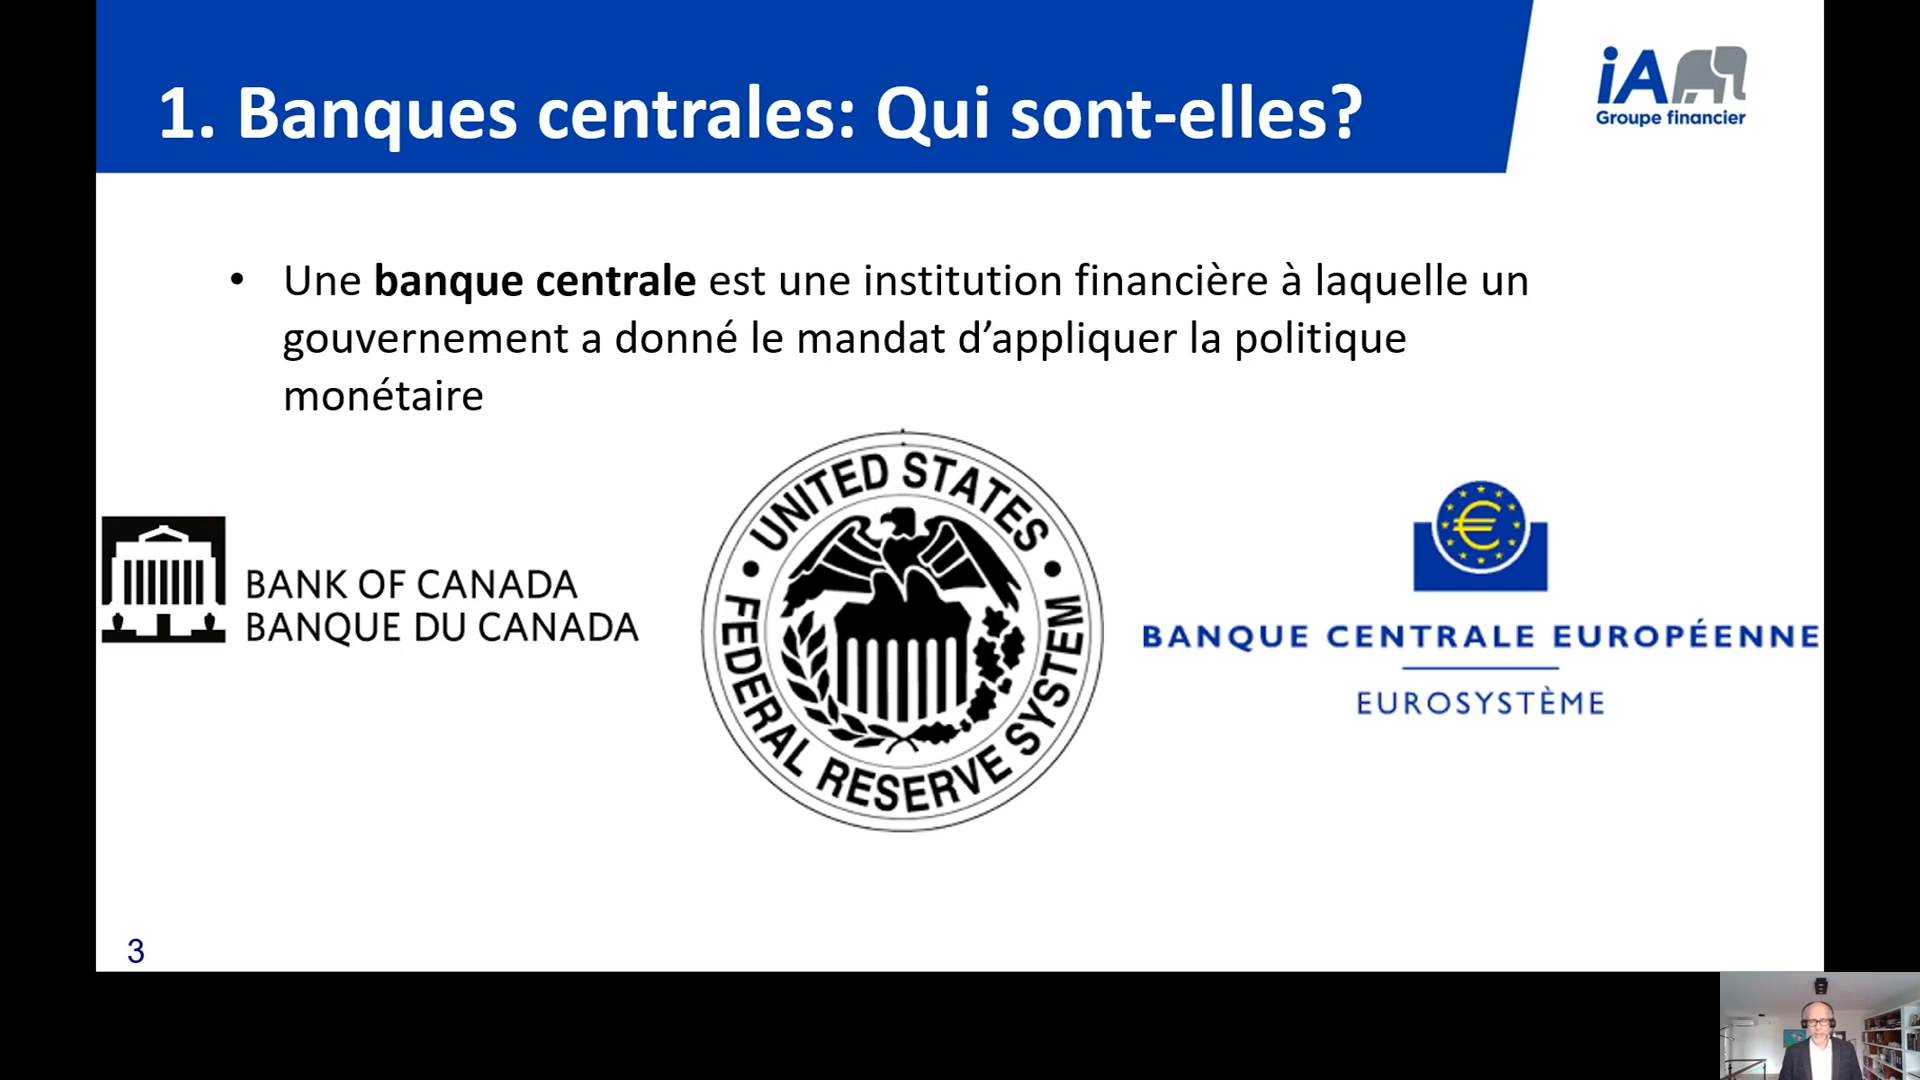 1. Banques centrales: Qui sont-elles?
iA
Groupe financier
• Une banque centrale est une institution financière à laquelle un
gouvernement a donné le mandat d’appliquer la politique
monétaire
BANK OF CANADA
BANQUE DU CANADA
UNITED STATES
FEDERAL RESERVE SYSTEM
€
BANQUE CENTRALE EUROPÉENNE
EUROSYSTÈME
3